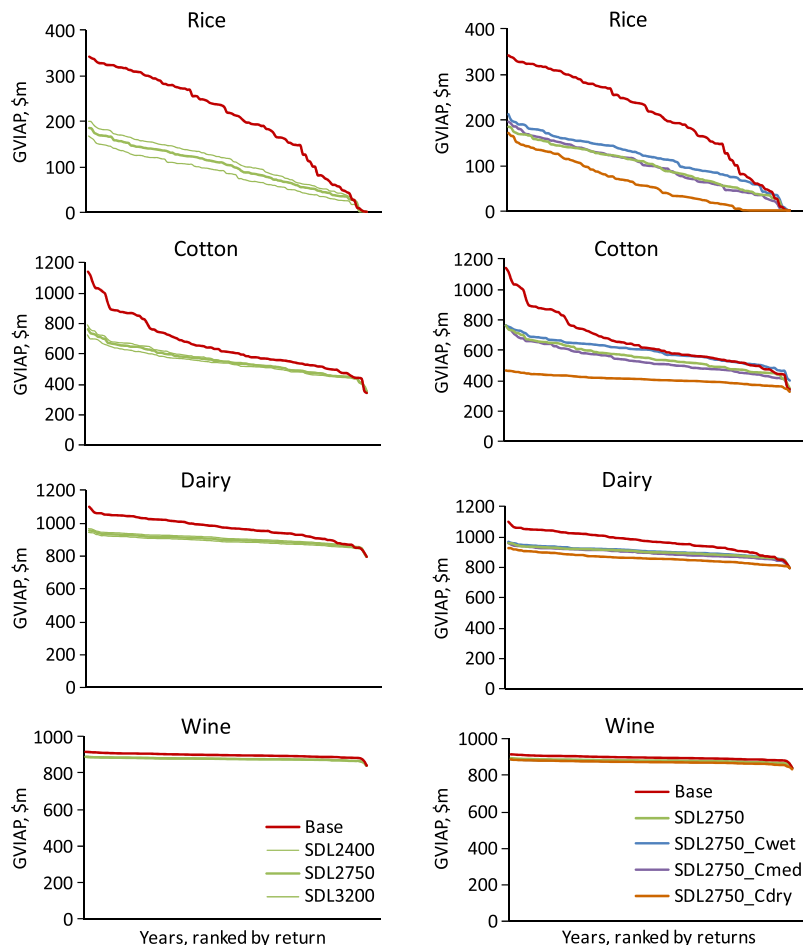 Rice
GVIAP, $m
400
300
200
100
0
Rice
GVIAP, $m
400
300
200
100
0
Cotton
GVIAP, $m
1200
1000
800
600
400
200
0
Cotton
GVIAP, $m
1200
1000
800
600
400
200
0
Dairy
GVIAP, $m
1200
1000
800
600
400
200
0
Dairy
GVIAP, $m
1200
1000
800
600
400
200
0
Wine
GVIAP, $m
1000
800
600
400
200
0
Base
SDL2400
SDL2750
SDL3200
Years, ranked by return
Wine
GVIAP, $m
1000
800
600
400
200
0
Base
SDL2750
SDL2750_Cwet
SDL2750_Cmed
SDL2750_Cdry
Years, ranked by returns